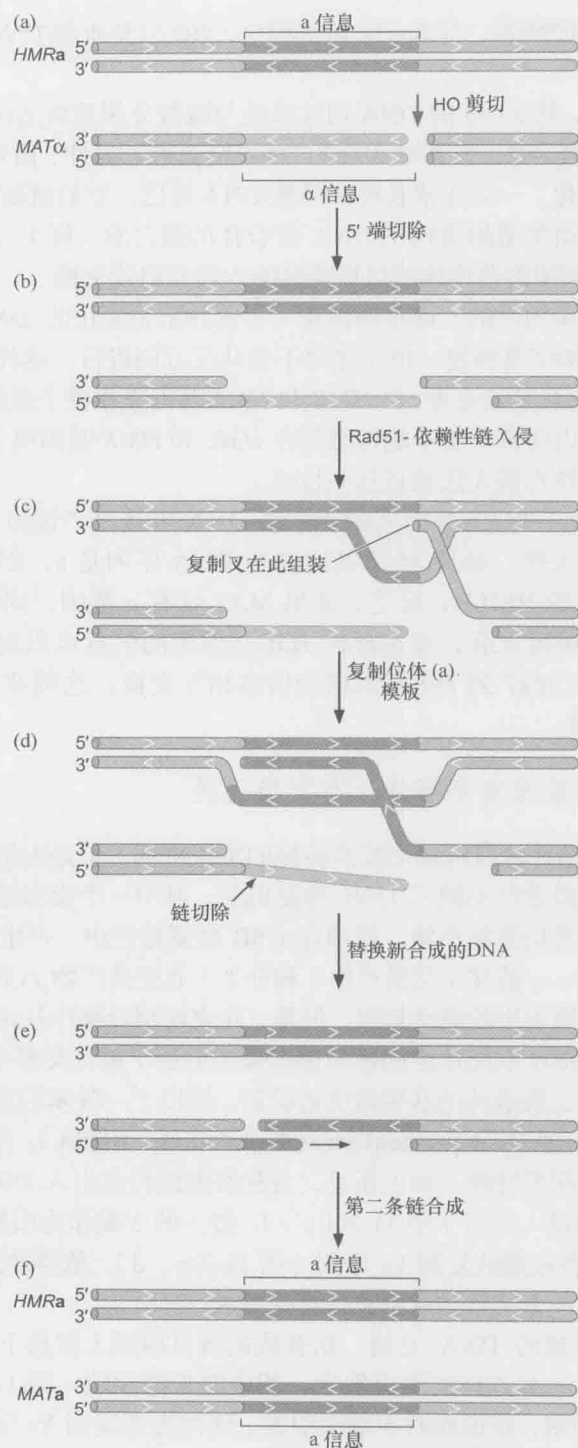 (a)
a 信息
5′
HMRa
3′
HO 剪切
3′
MATα
5′
α 信息
5′ 端切除
(b)
5′
3′
3′
5′
Rad51- 依赖性链入侵
(c)
5′
3′
复制叉在此组装
3′
5′
复制位体 (a)
模板
(d)
5′
3′
3′
5′
链切除
替换新合成的DNA
(e)
5′
3′
3′
5′
第二条链合成
(f)
a 信息
5′
HMRa
3′
3′
MATa
5′
a 信息